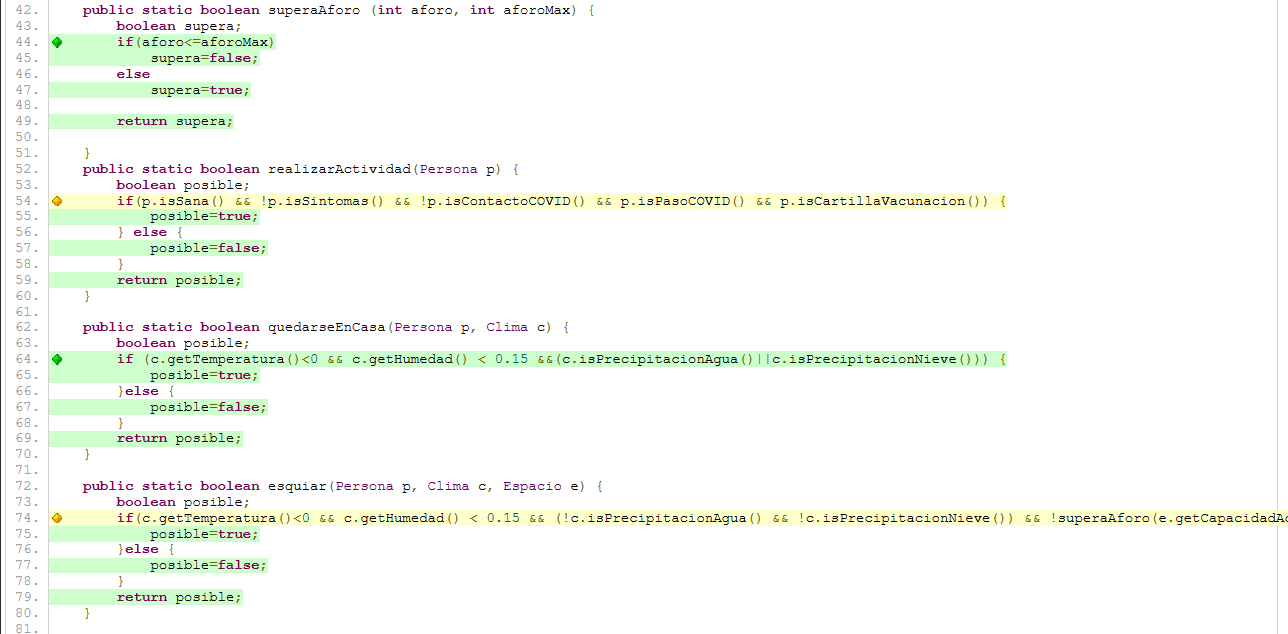 42. public static boolean superaAforo (int aforo, int aforoMax) {
43. boolean supera;
44. if(aforo<=aforoMax)
45. supera=false;
46. else
47. supera=true;
48.
49. return supera;
50.
51. }
52. public static boolean realizarActividad(Persona p) {
53. boolean posible;
54. if(p.isSana() && !p.isSintomas() && !p.isContactoCOVID() && p.isPasoCOVID() && p.isCartillaVacunacion()) {
55. posible=true;
56. } else {
57. posible=false;
58. }
59. return posible;
60. }
61.
62. public static boolean quedarseEnCasa(Persona p, Clima c) {
63. boolean posible;
64. if (c.getTemperatura()<0 && c.getHumedad() < 0.15 &&(c.isPrecipitacionAgua()||c.isPrecipitacionNieve())) {
65. posible=true;
66. }else {
67. posible=false;
68. }
69. return posible;
70. }
71.
72. public static boolean esquiar(Persona p, Clima c, Espacio e) {
73. boolean posible;
74. if(c.getTemperatura()<0 && c.getHumedad() < 0.15 && (!c.isPrecipitacionAgua() && !c.isPrecipitacionNieve()) && !superaAforo(e.getCapacidadAc
75. posible=true;
76. }else {
77. posible=false;
78. }
79. return posible;
80. }
81.